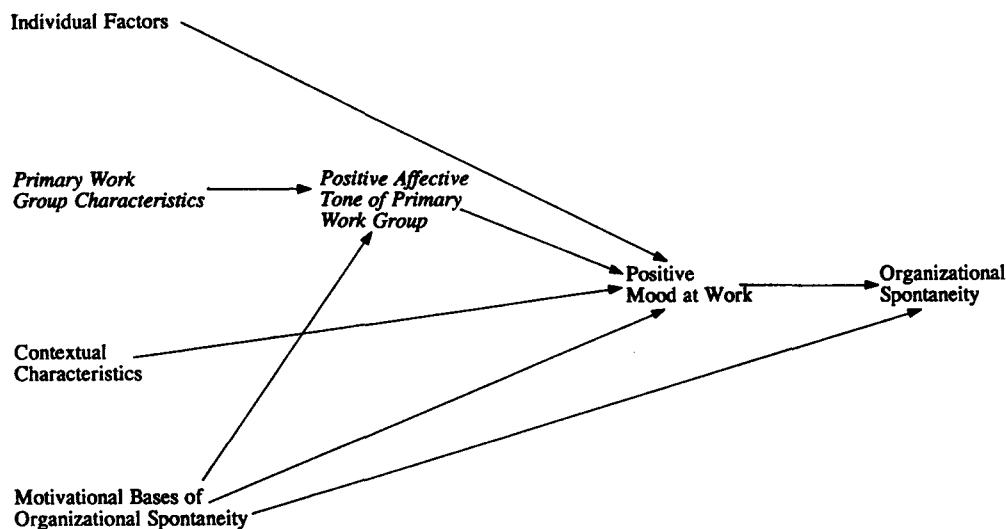 Individual Factors
Primary Work
Group Characteristics
Positive Affective
Tone of Primary
Work Group
Positive
Mood at Work
Organizational
Spontaneity
Contextual
Characteristics
Motivational Bases of
Organizational Spontaneity